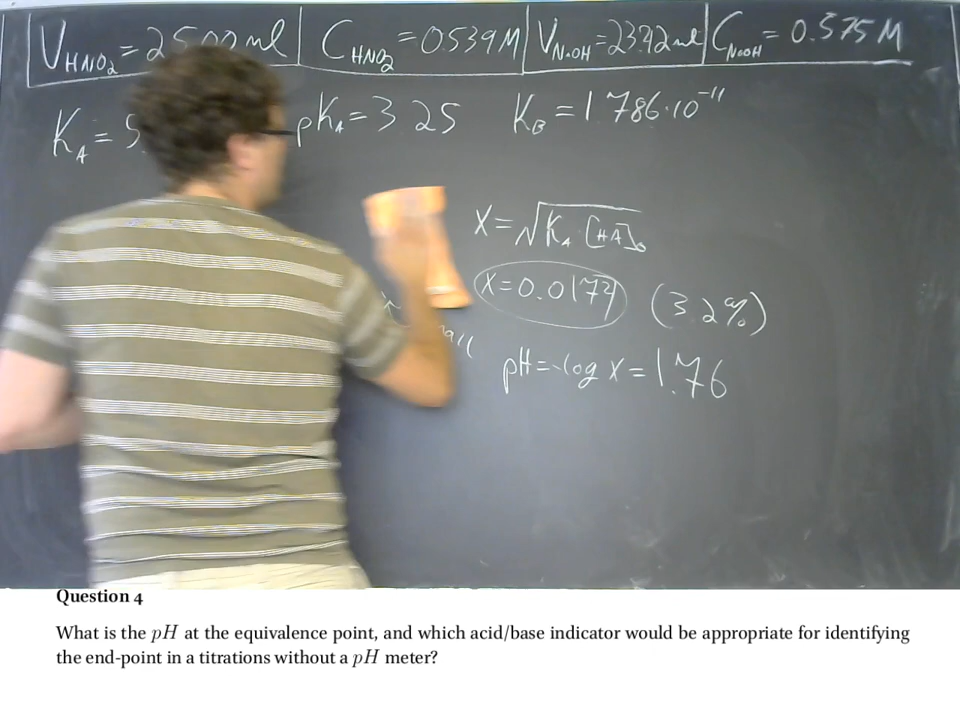 V_HNO₂ = 25.00 ml C_HNO₂ = 0.539 M V_NaOH = 23.42 ml C_NaOH = 0.575 M
K_A = 5 pK_A = 3.25 K_B = 1.786·10⁻¹¹
x = √K_A·[HA]₀
x = 0.0174 (3.2%)
pH = -log x = 1.76
Question 4
What is the pH at the equivalence point, and which acid/base indicator would be appropriate for identifying
the end-point in a titrations without a pH meter?